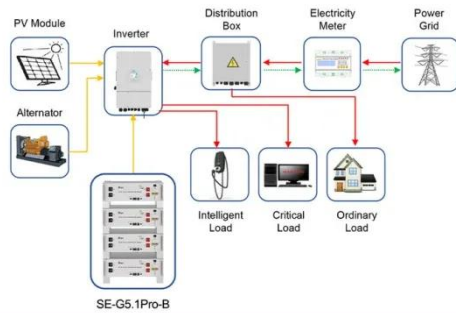 PV Module
Inverter
Distribution
Box
Electricity
Meter
Power
Grid
Alternator
Intelligent
Load
Critical
Load
Ordinary
Load
SE-G5.1Pro-B